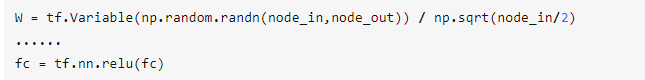 W = tf.Variable(np.random.randn(node_in,node_out)) / np.sqrt(node_in/2)
......
fc = tf.nn.relu(fc)